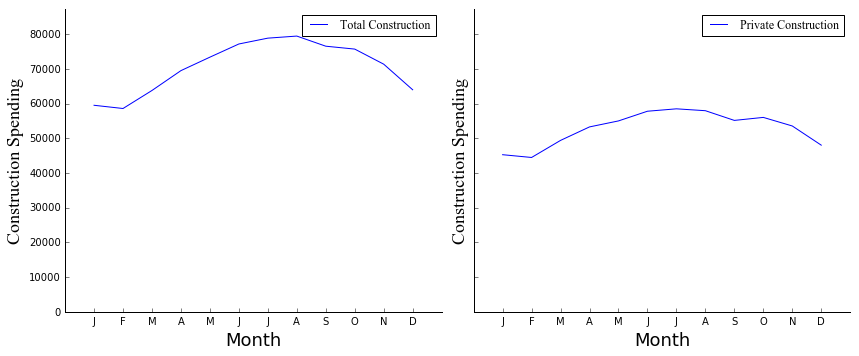 Total Construction
80000
70000
60000
50000
40000
30000
20000
10000
0
Construction Spending
J F M A M J J A S O N D
Month
Private Construction
Construction Spending
J F M A M J J A S O N D
Month